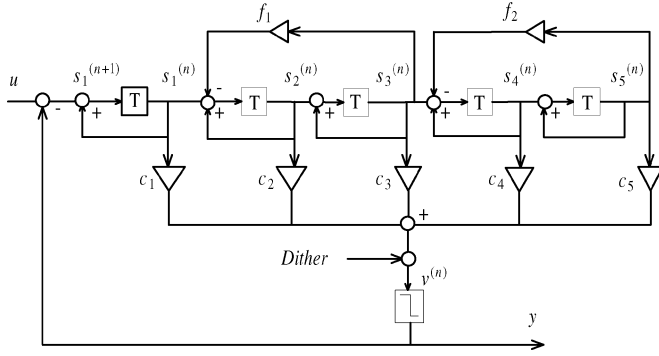 f₁ f₂
u s₁⁽ⁿ⁺¹⁾ s₁⁽ⁿ⁾ - s₂⁽ⁿ⁾ s₃⁽ⁿ⁾ - s₄⁽ⁿ⁾ s₅⁽ⁿ⁾
- T T T T T
+ + + + +
c₁ c₂ c₃ c₄ c₅
+
Dither
v⁽ⁿ⁾
y